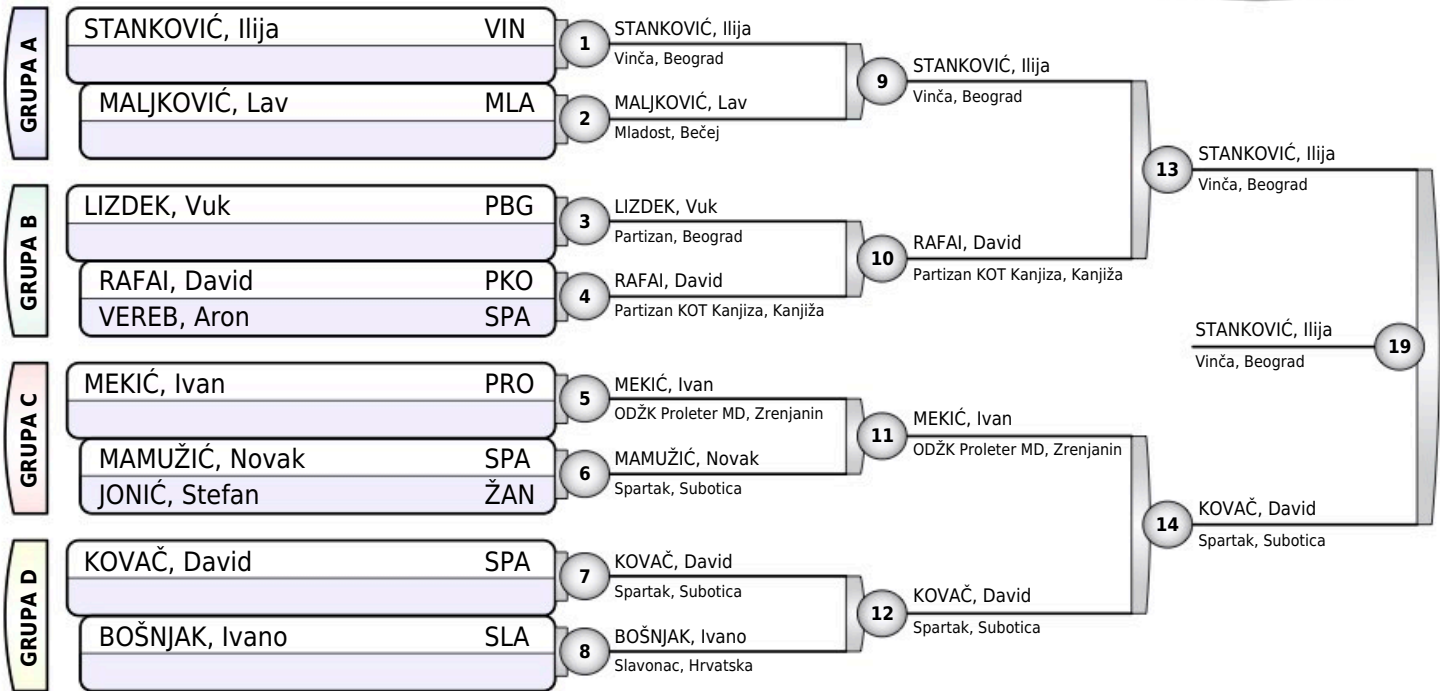 GRUPA A
STANKOVIĆ, Ilija VIN
MALJKOVIĆ, Lav MLA
GRUPA B
LIZDEK, Vuk PBG
RAFAI, David PKO
VEREB, Aron SPA
GRUPA C
MEKIĆ, Ivan PRO
MAMUŽIĆ, Novak SPA
JONIĆ, Stefan ŽAN
GRUPA D
KOVAČ, David SPA
BOŠNJAK, Ivano SLA
1
STANKOVIĆ, Ilija
Vinča, Beograd
2
MALJKOVIĆ, Lav
Mladost, Bečej
3
LIZDEK, Vuk
Partizan, Beograd
4
RAFAI, David
Partizan KOT Kanjiza, Kanjiža
5
MEKIĆ, Ivan
ODŽK Proleter MD, Zrenjanin
6
MAMUŽIĆ, Novak
Spartak, Subotica
7
KOVAČ, David
Spartak, Subotica
8
BOŠNJAK, Ivano
Slavonac, Hrvatska
9
STANKOVIĆ, Ilija
Vinča, Beograd
10
RAFAI, David
Partizan KOT Kanjiza, Kanjiža
11
MEKIĆ, Ivan
ODŽK Proleter MD, Zrenjanin
12
KOVAČ, David
Spartak, Subotica
13
STANKOVIĆ, Ilija
Vinča, Beograd
14
KOVAČ, David
Spartak, Subotica
STANKOVIĆ, Ilija
Vinča, Beograd
19